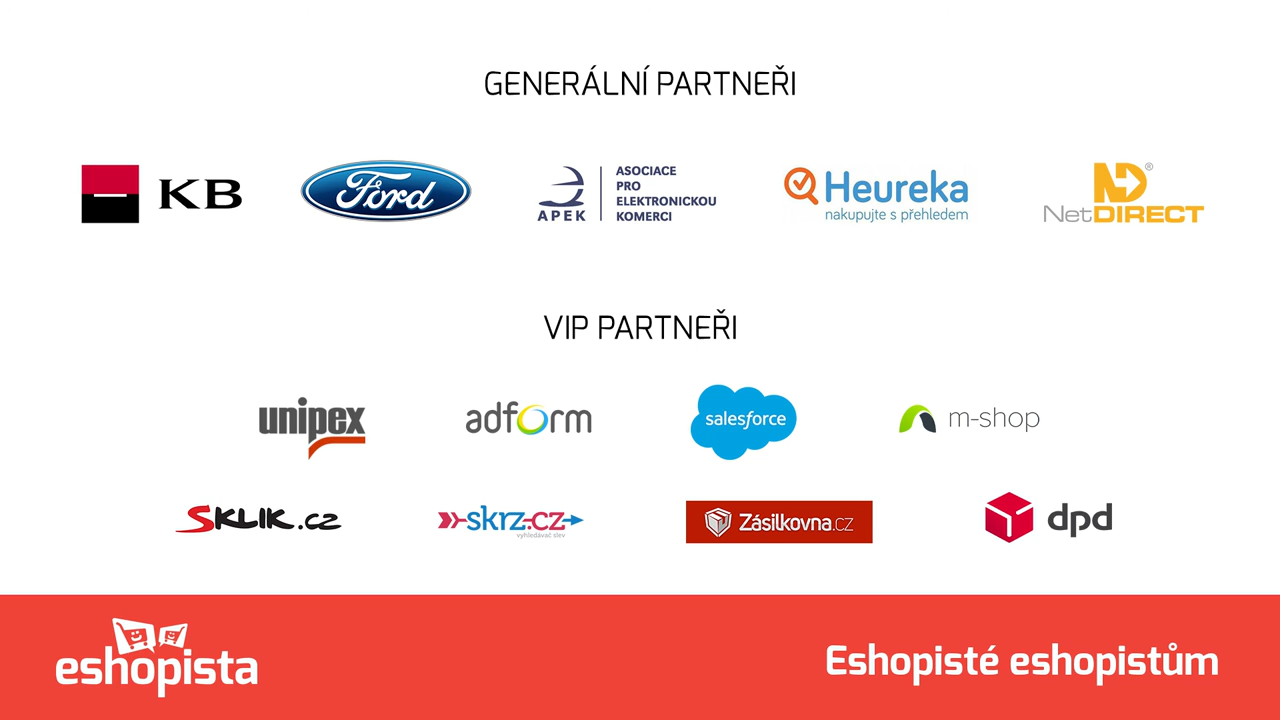 GENERÁLNÍ PARTNEŘI
KB
Ford
APEK
ASOCIACE
PRO
ELEKTRONICKOU
KOMERCI
Heureka
nakupujte s přehledem
ND®
NetDIRECT
VIP PARTNEŘI
unipex
adform
salesforce
m-shop
SKLIK.cz
skrz.cz
vyhledávač slev
Zásilkovna.cz
dpd
eshopista
Eshopisté eshopistům